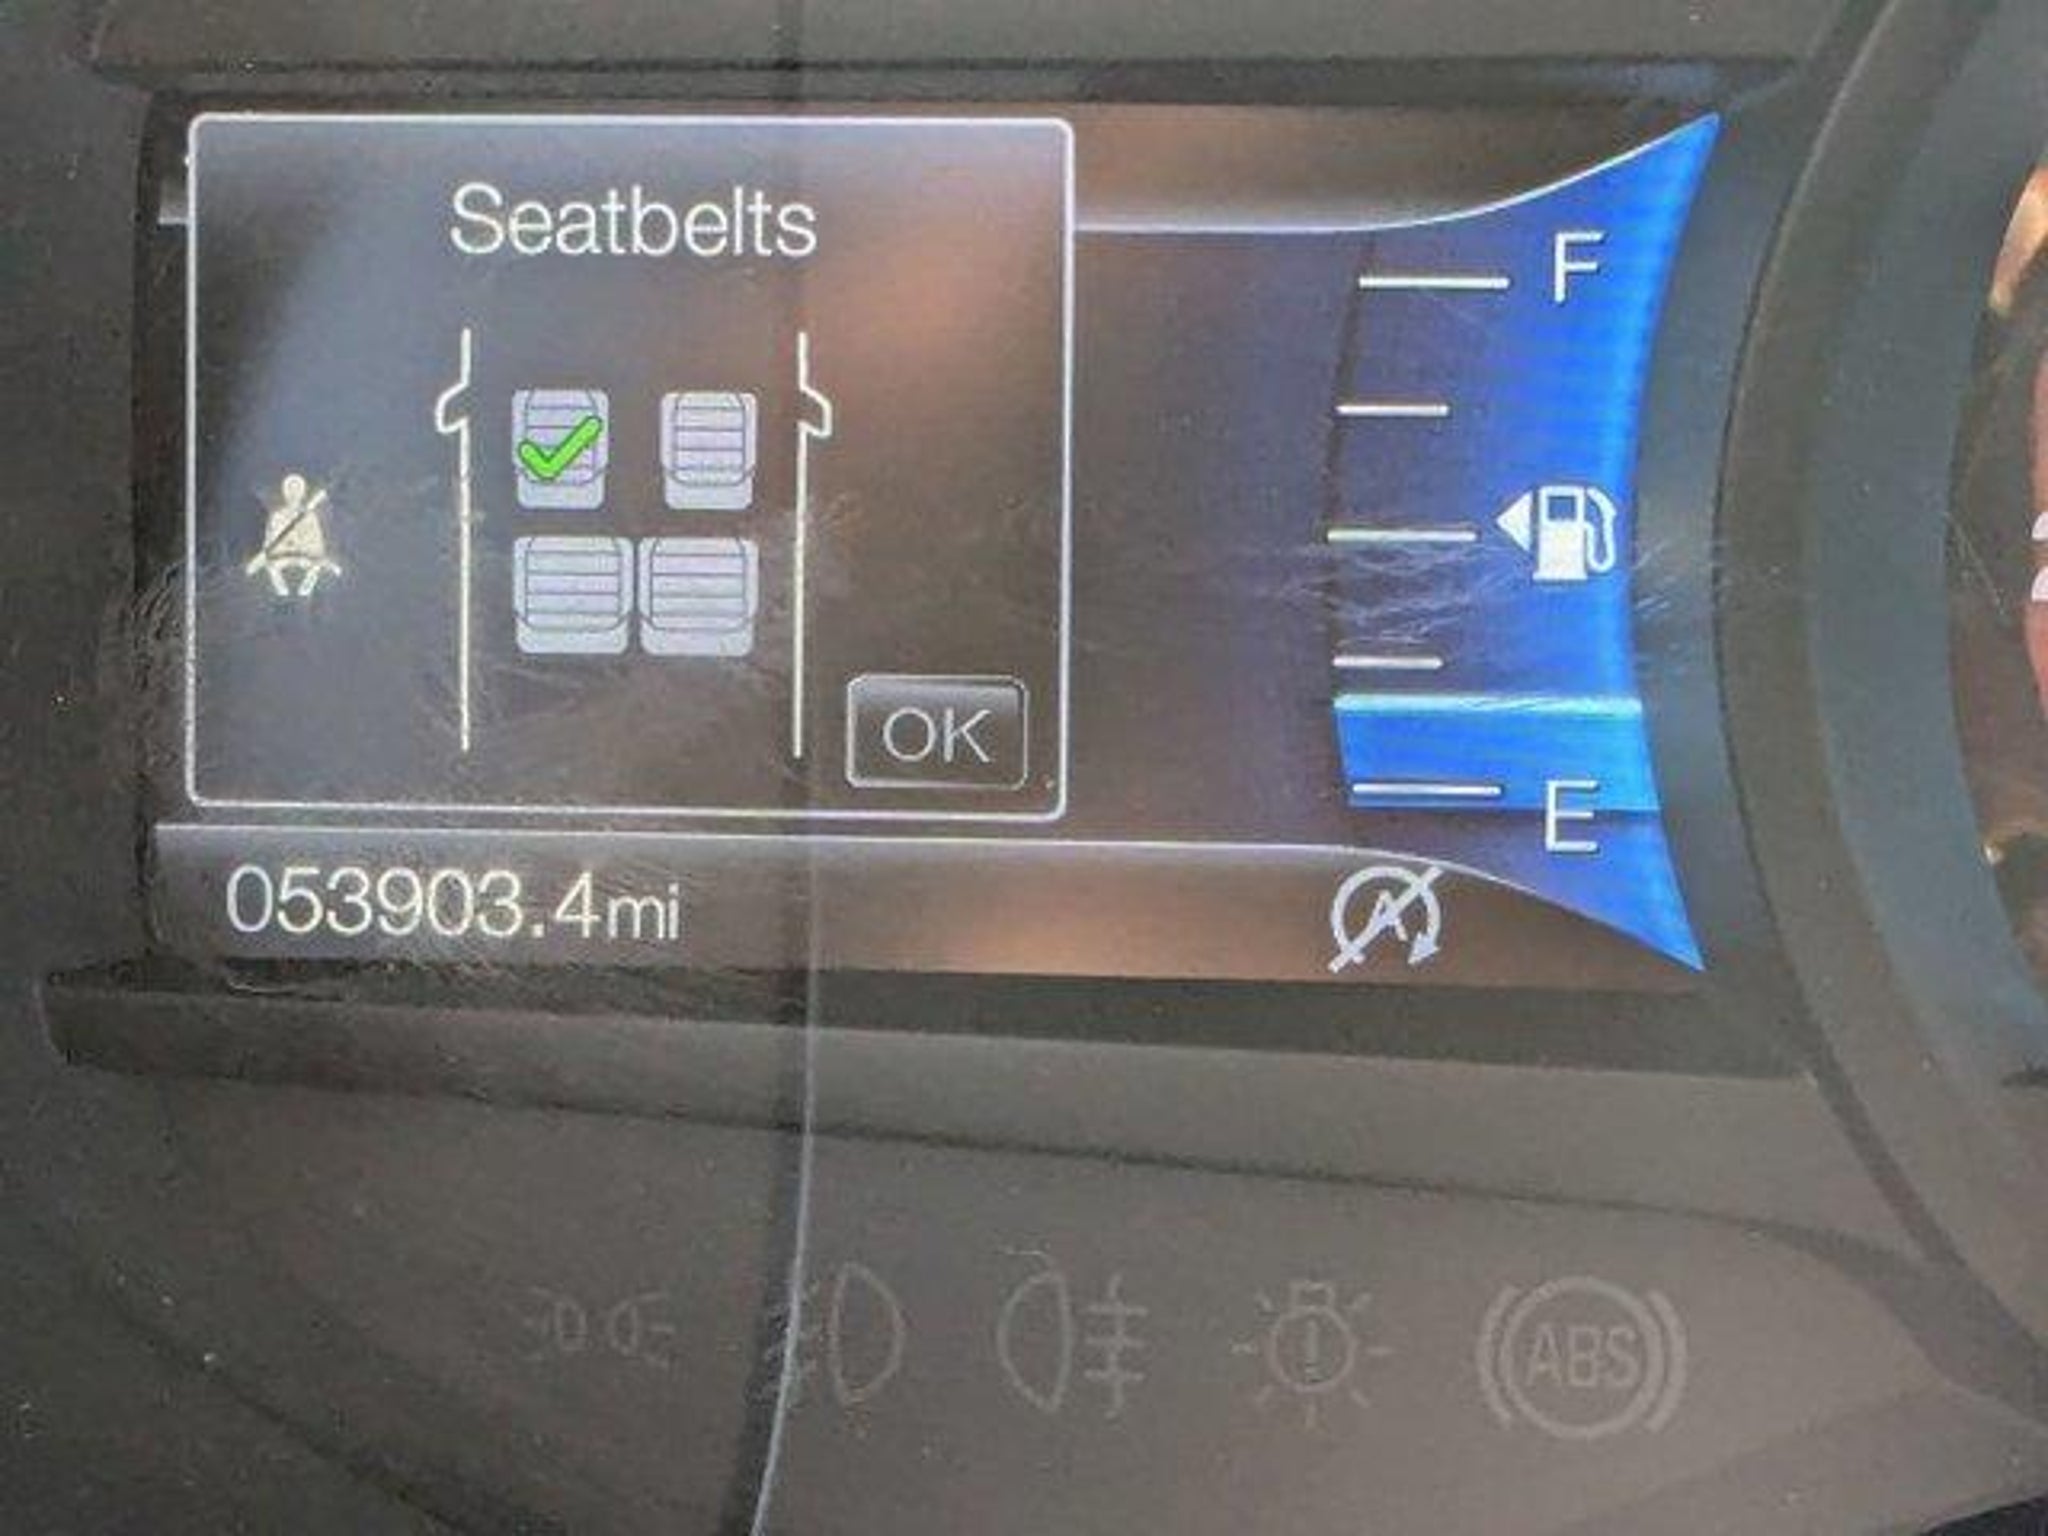 Seatbelts
F
OK
E
053903.4mi
ABS